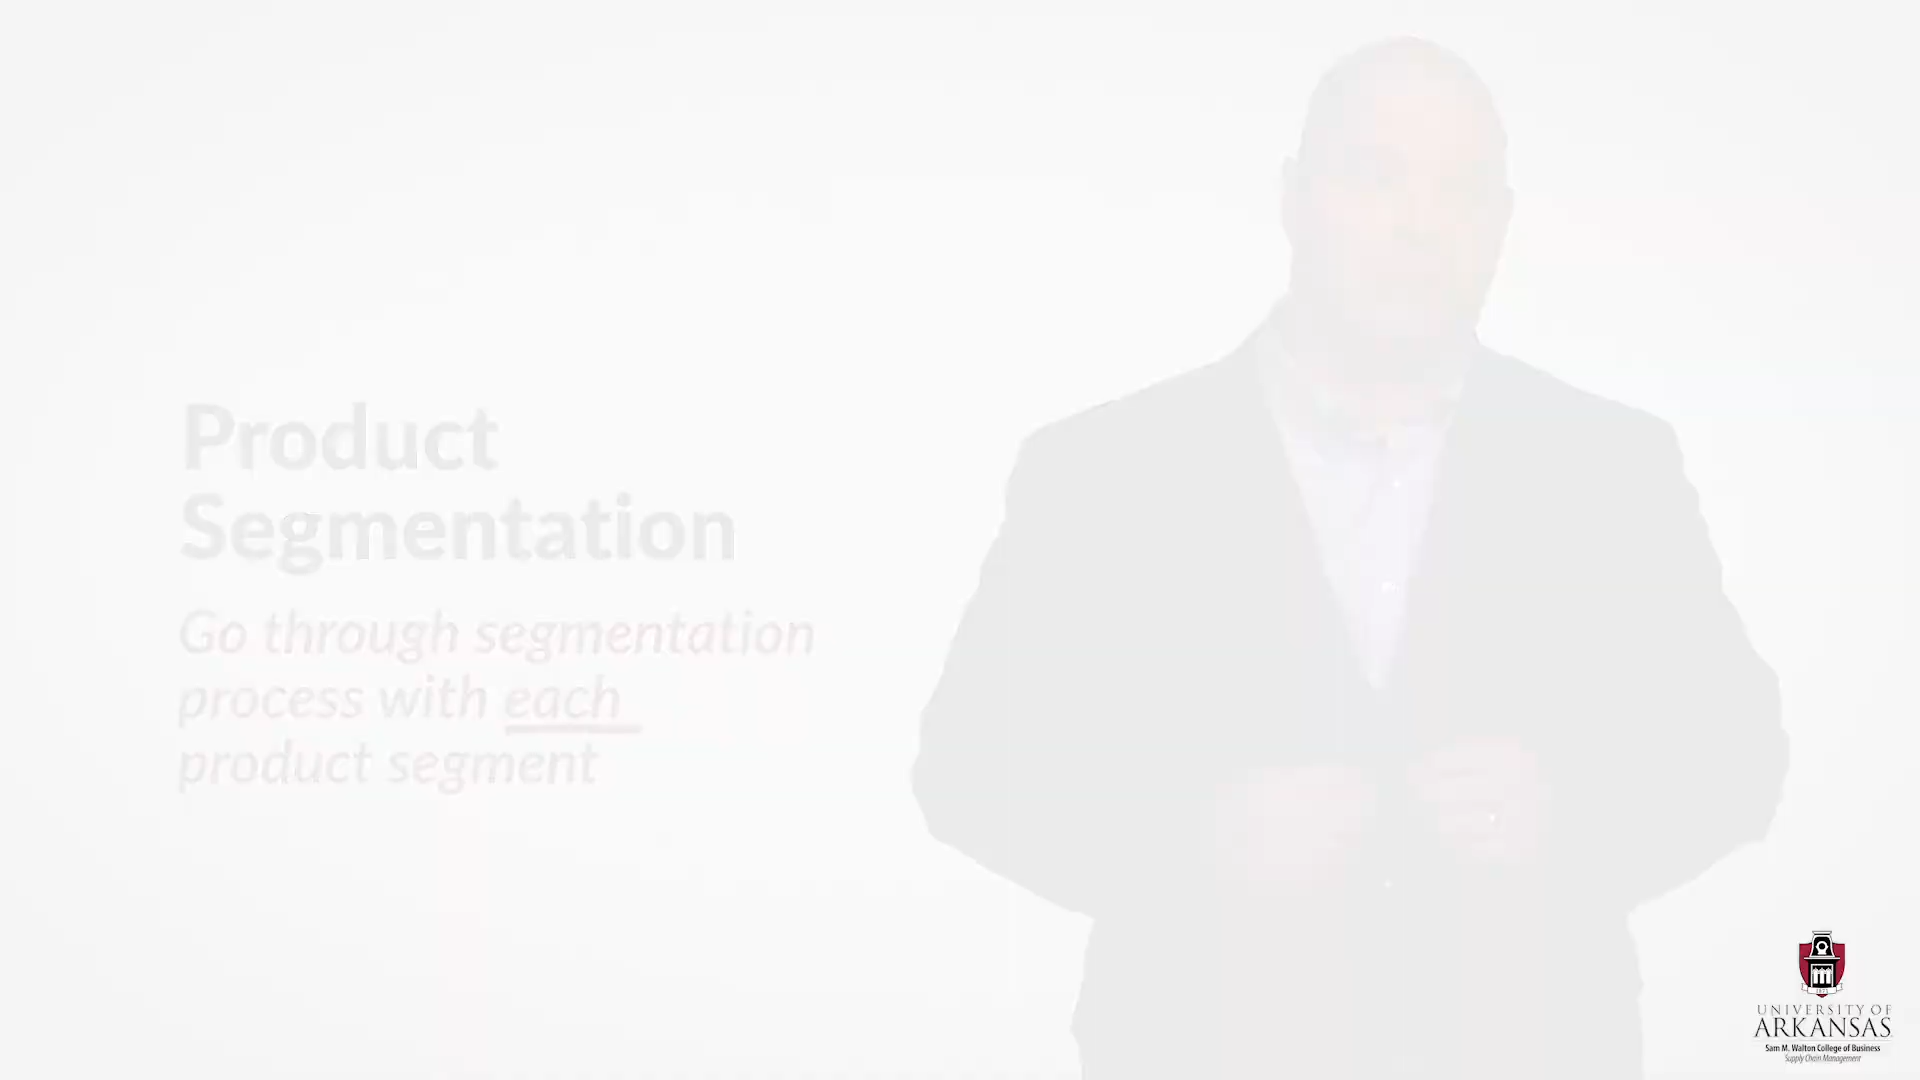 Product
Segmentation
Go through segmentation
process with each
product segment
1871
UNIVERSITY OF
ARKANSAS
Sam M. Walton College of Business
Supply Chain Management